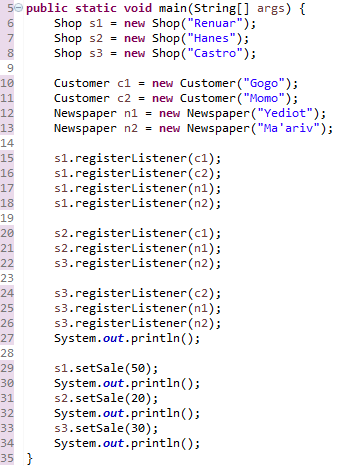 5 public static void main(String[] args) {
6 Shop s1 = new Shop("Renuar");
7 Shop s2 = new Shop("Hanes");
8 Shop s3 = new Shop("Castro");
9
10 Customer c1 = new Customer("Gogo");
11 Customer c2 = new Customer("Momo");
12 Newspaper n1 = new Newspaper("Yediot");
13 Newspaper n2 = new Newspaper("Ma'ariv");
14
15 s1.registerListener(c1);
16 s1.registerListener(c2);
17 s1.registerListener(n1);
18 s1.registerListener(n2);
19
20 s2.registerListener(c1);
21 s2.registerListener(n1);
22 s3.registerListener(n2);
23
24 s3.registerListener(c2);
25 s3.registerListener(n1);
26 s3.registerListener(n2);
27 System.out.println();
28
29 s1.setSale(50);
30 System.out.println();
31 s2.setSale(20);
32 System.out.println();
33 s3.setSale(30);
34 System.out.println();
35 }